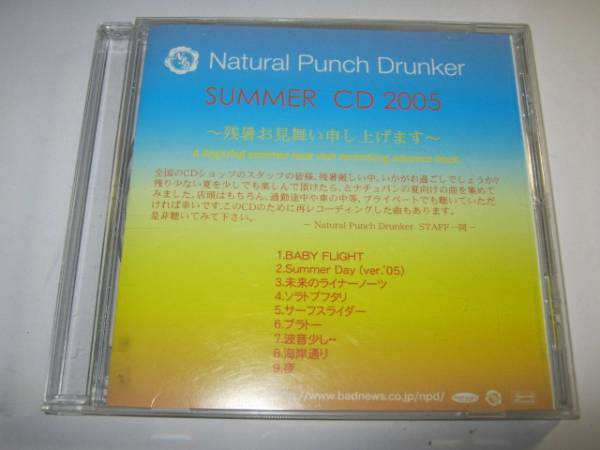 Natural Punch Drunker
SUMMER CD 2005
～残暑お見舞い申し上げます～
A lingering summer heat visit
全国のCDショップのスタッフの皆様、残暑厳しい中、いかがお過ごしでしょうか?
残り少ない夏を少しでも楽しんで頂けたら、とナチュパンの夏向けの曲を集めて
みました。店頭はもちろん、通勤途中や車の中等、プライベートでも聴いていただ
ければ幸いです。このCDのために再レコーディングした曲もあります。
是非聴いてみて下さい。
－ Natural Punch Drunker STAFF一同－
1.BABY FLIGHT
2.Summer Day (ver.'05)
3.未来のライナーノーツ
4.ソラトブフタリ
5.サーフスライダー
6.プラトー
7.波音少し･･
8.海岸通り
9.夜
http://www.badnews.co.jp/npd/